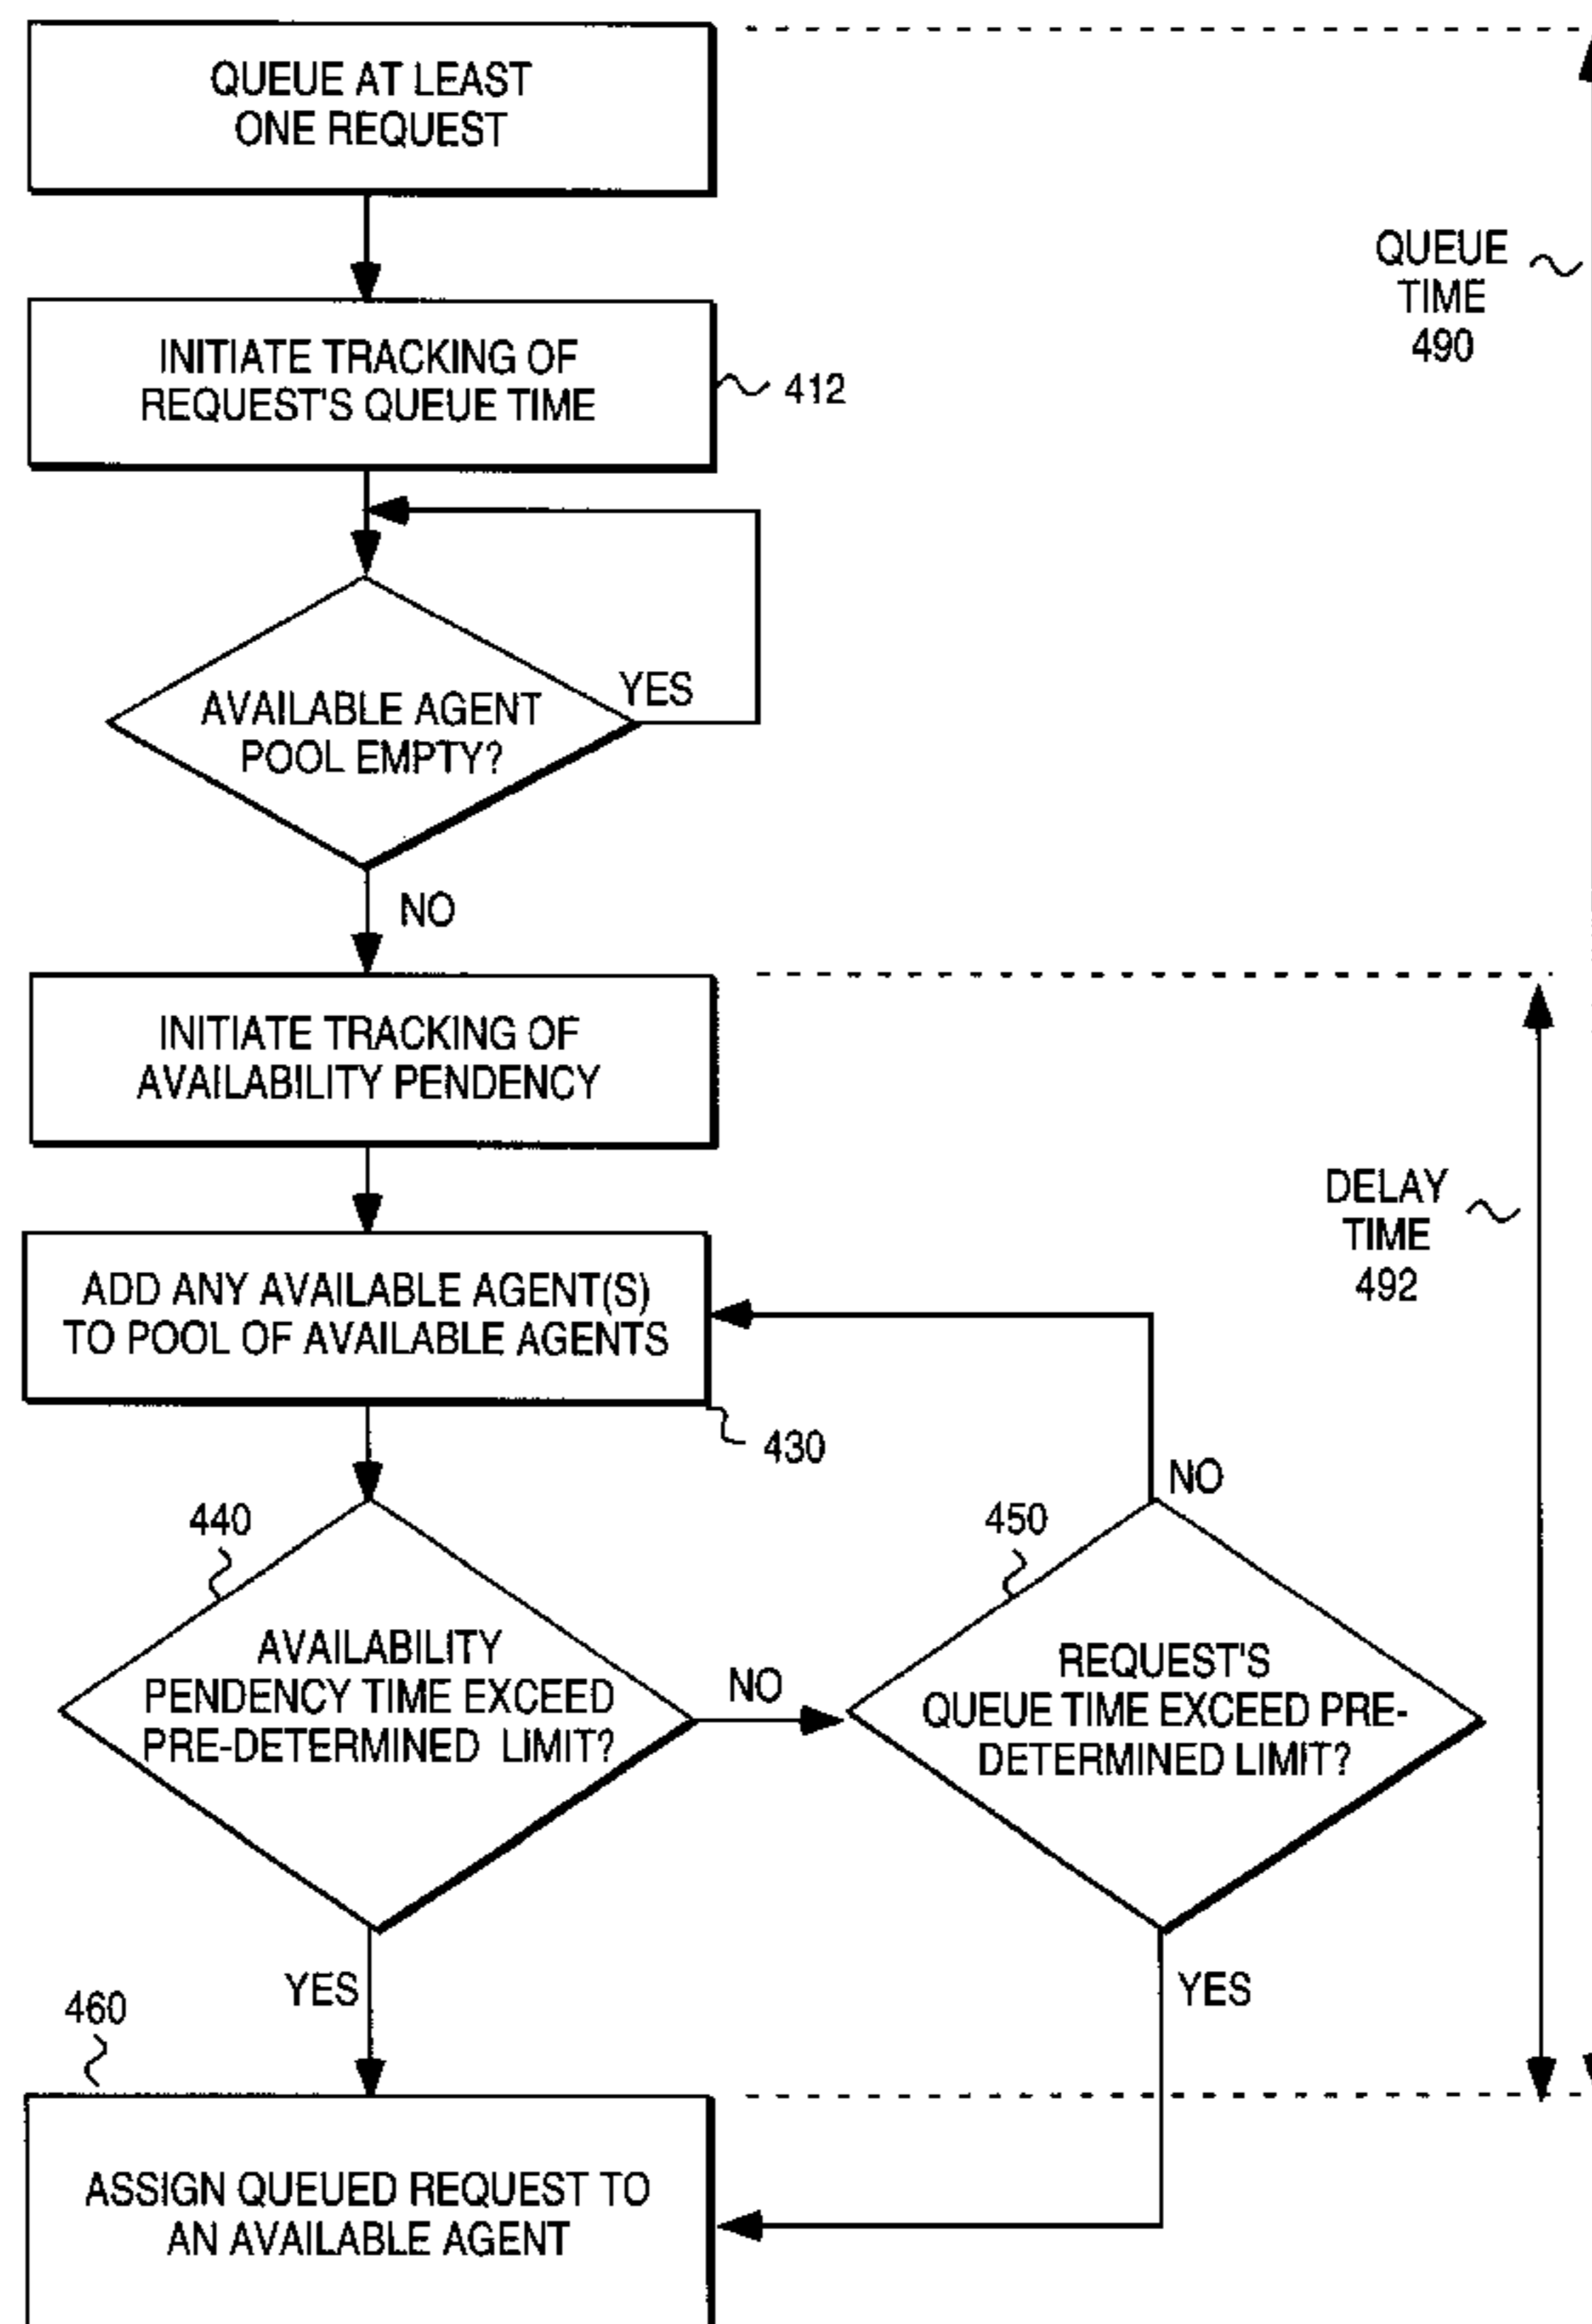 QUEUE AT LEAST
ONE REQUEST
QUEUE
TIME
490
INITIATE TRACKING OF
REQUEST'S QUEUE TIME
412
YES
AVAILABLE AGENT
POOL EMPTY?
NO
INITIATE TRACKING OF
AVAILABILITY PENDENCY
DELAY
TIME
492
ADD ANY AVAILABLE AGENT(S)
TO POOL OF AVAILABLE AGENTS
430
NO
440
450
AVAILABILITY
PENDENCY TIME EXCEED
PRE-DETERMINED LIMIT?
NO
REQUEST'S
QUEUE TIME EXCEED PRE-
DETERMINED LIMIT?
YES
YES
460
ASSIGN QUEUED REQUEST TO
AN AVAILABLE AGENT